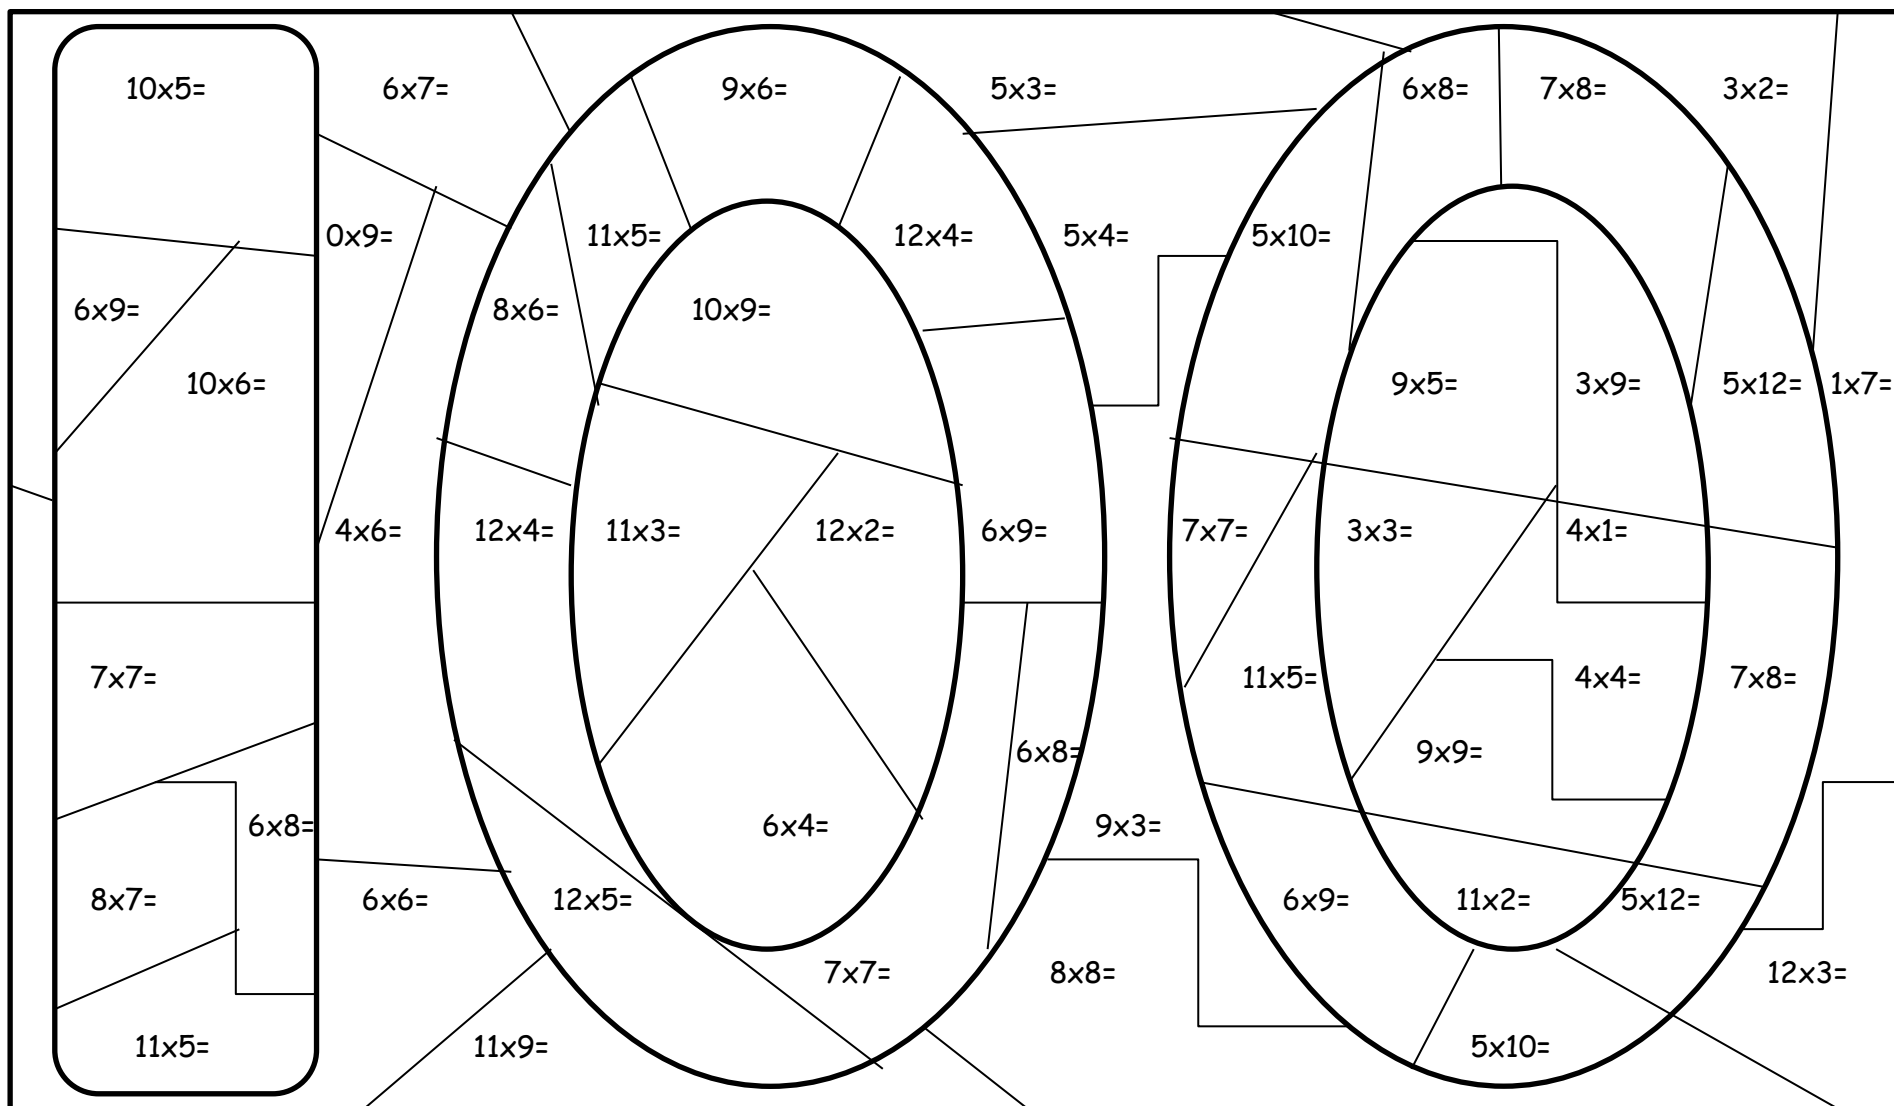 10x5= 6x7= 9x6= 5x3= 6x8= 7x8= 3x2=
0x9= 11x5= 12x4= 5x4= 5x10=
6x9= 8x6= 10x9=
10x6= 9x5= 3x9= 5x12= 1x7=
4x6= 12x4= 11x3= 12x2= 6x9= 7x7= 3x3= 4x1=
7x7= 11x5= 4x4= 7x8=
6x8= 9x9=
6x8= 6x4= 9x3=
8x7= 6x6= 12x5= 6x9= 11x2= 5x12=
7x7= 8x8= 12x3=
11x5= 11x9= 5x10=